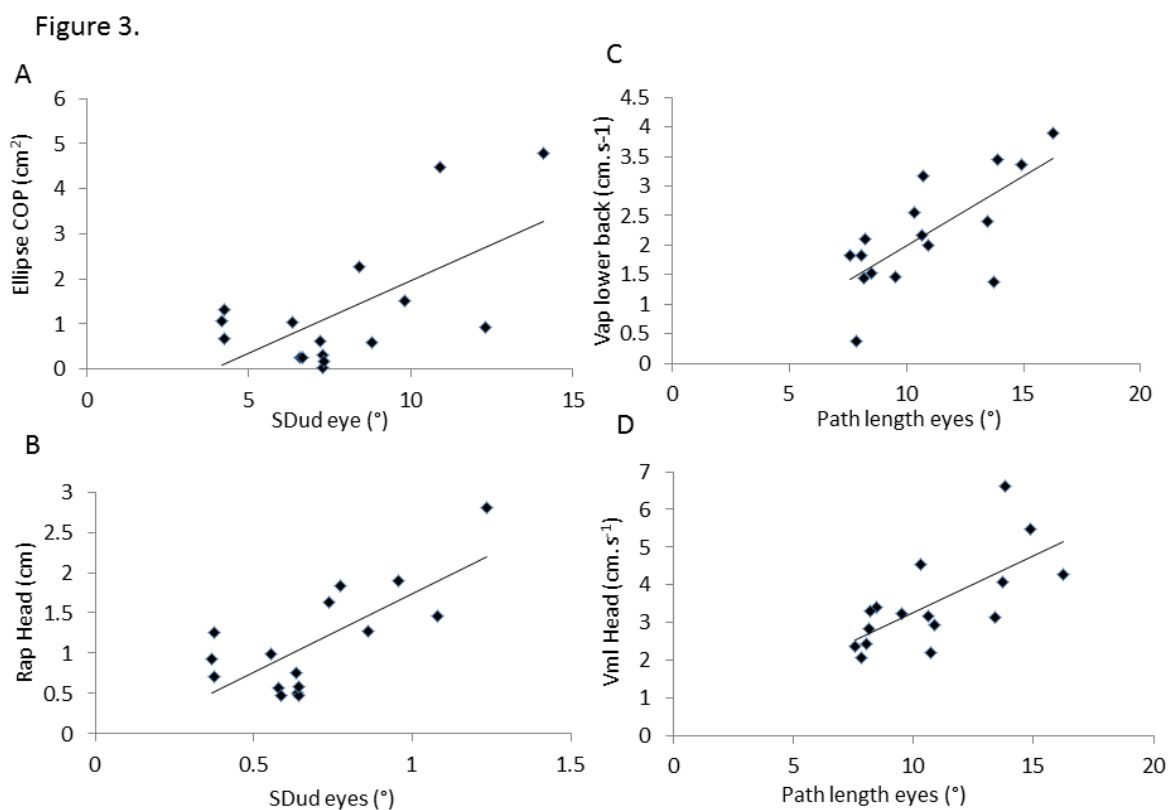 Figure 3.
A
Ellipse COP (cm²)
6
5
4
3
2
1
0
0 5 10 15
SDud eye (°)
B
Rap Head (cm)
3
2.5
2
1.5
1
0.5
0
0 0.5 1 1.5
SDud eyes (°)
C
Vap lower back (cm. s-1)
4.5
4
3.5
3
2.5
2
1.5
1
0.5
0
0 5 10 15 20
Path length eyes (°)
D
Vml Head (cm. s⁻¹)
7
6
5
4
3
2
1
0
0 5 10 15 20
Path length eyes (°)